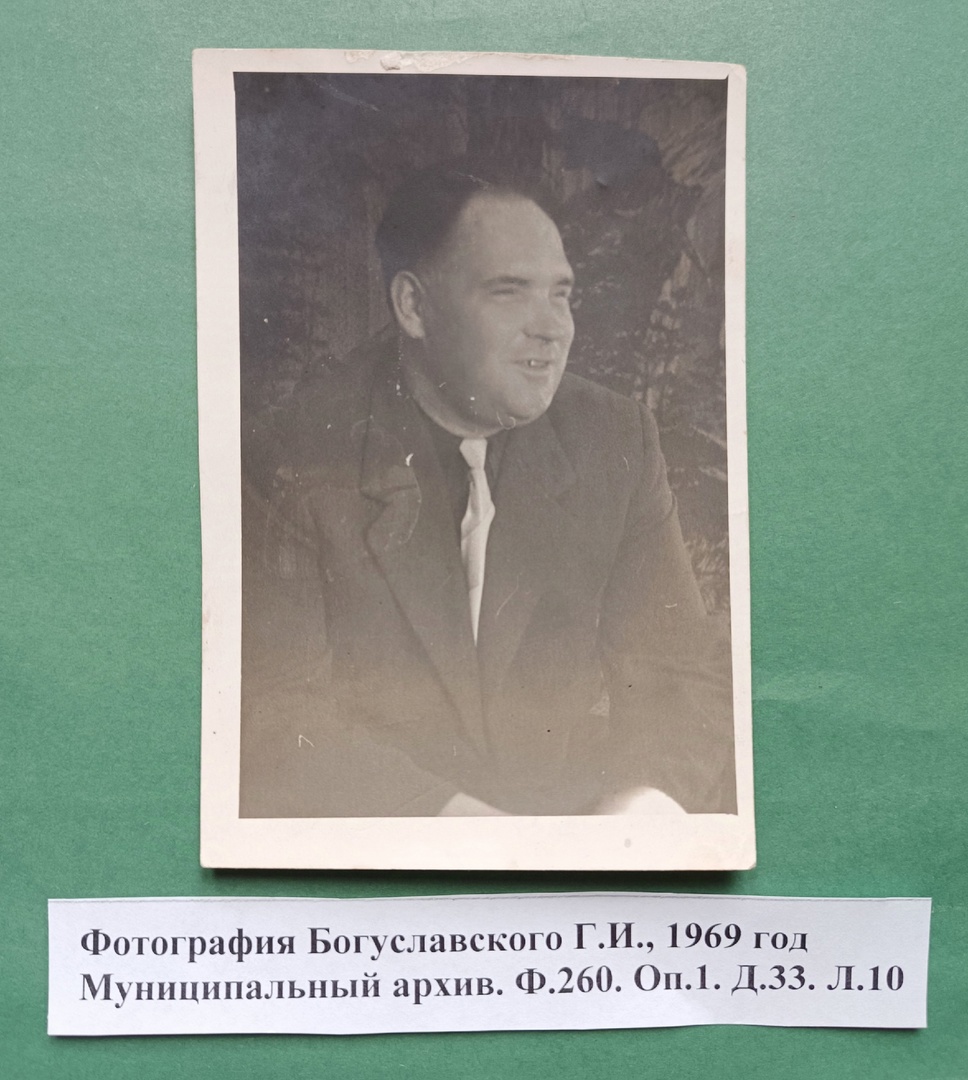 Фотография Богуславского Г.И., 1969 год
Муниципальный архив. Ф.260. Оп.1. Д.33. Л.10